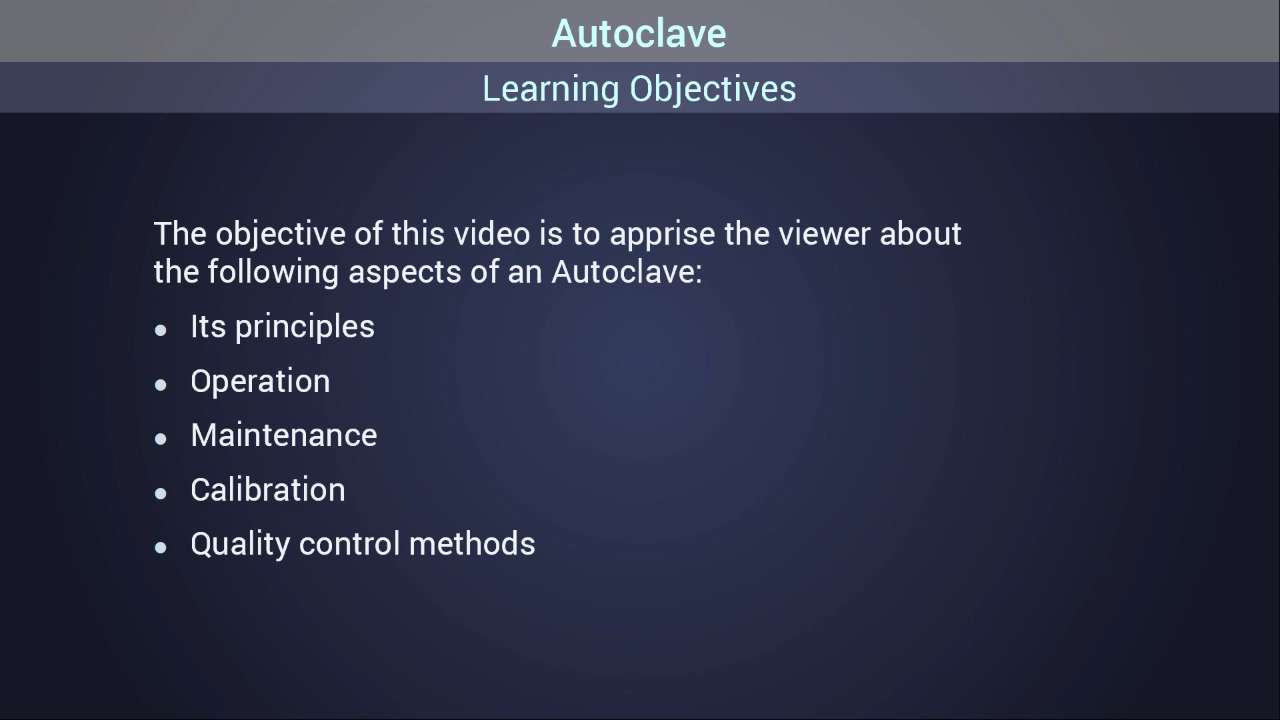 Autoclave
Learning Objectives
The objective of this video is to apprise the viewer about
the following aspects of an Autoclave:
• Its principles
• Operation
• Maintenance
• Calibration
• Quality control methods